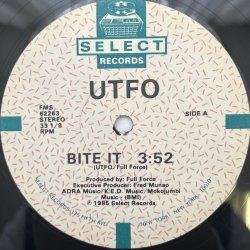 SELECT
RECORDS
UTFO
FMS
62263
STEREO
33 1/3
RPM
SIDE A
BITE IT 3:52
(UTFO/Full Force)
Produced by: Full Force
Executive Producer: Fred Munao
ADRA Music/K.E.D. Music/Mokojumbi
Music - (BMI)
℗ 1985 Select Records